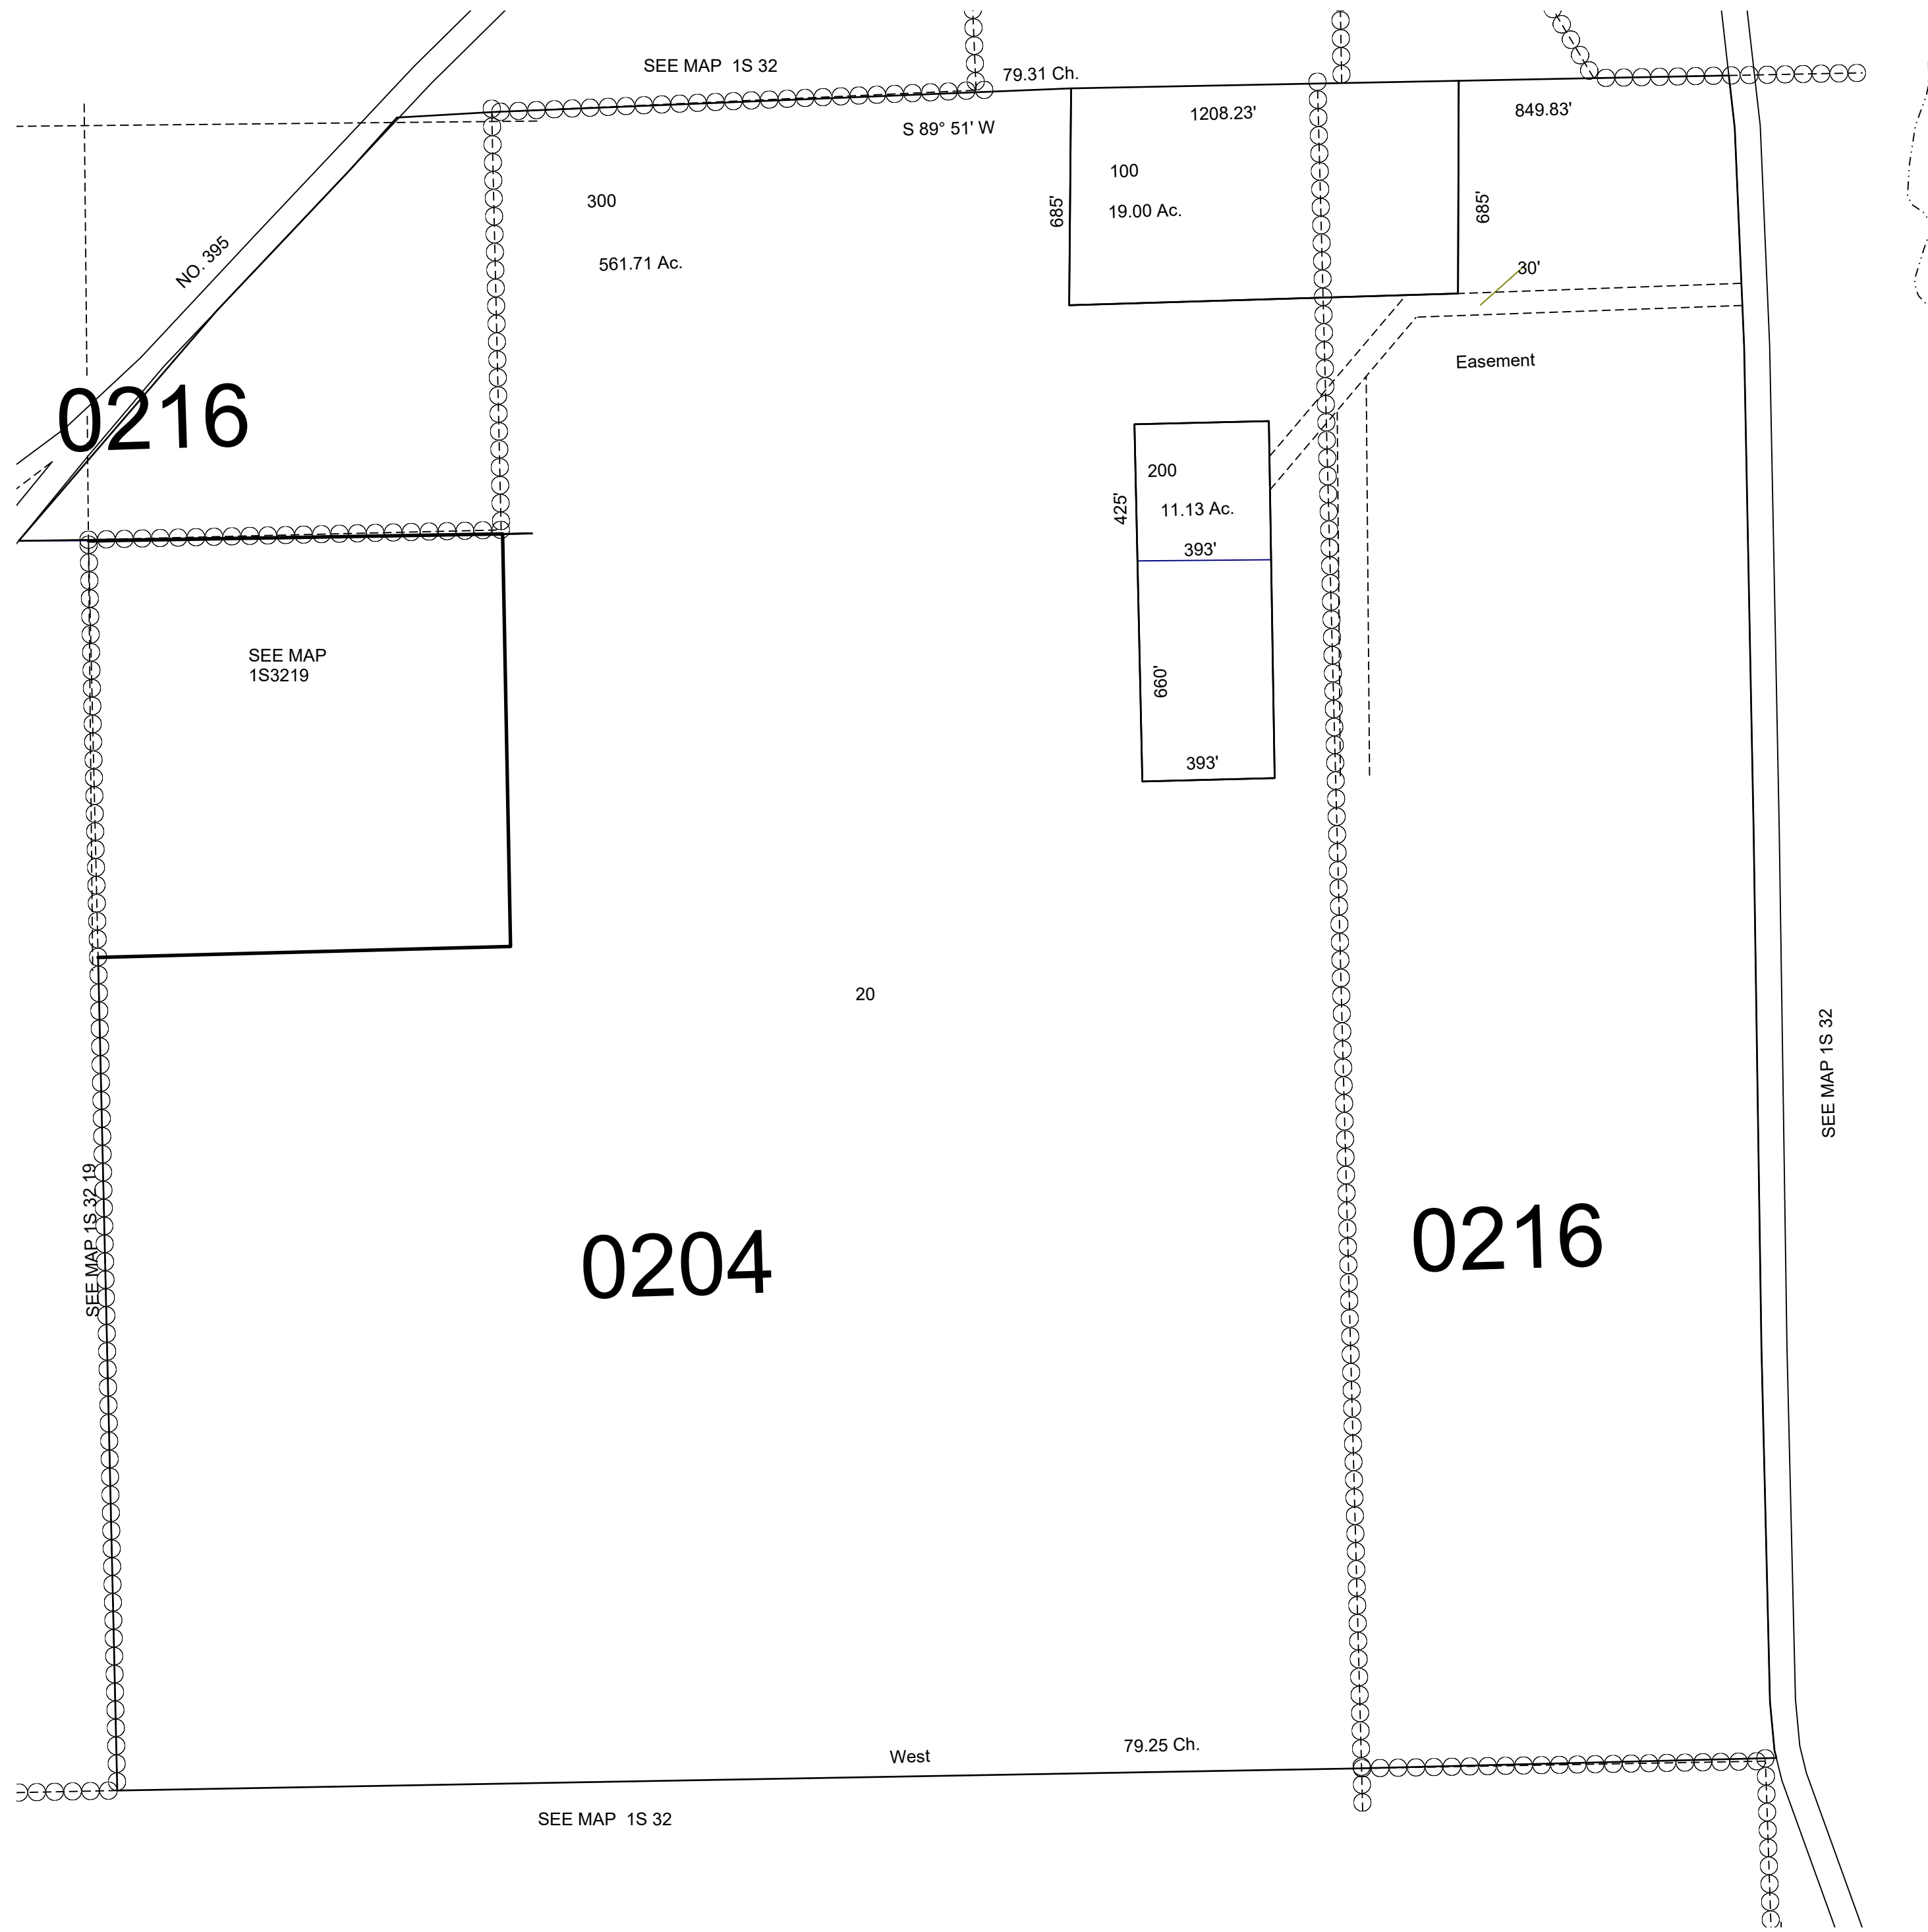 SEE MAP  1S 32
79.31 Ch.
S 89° 51' W
1208.23'
849.83'
300
561.71 Ac.
100
19.00 Ac.
685'
685'
30'
NO. 395
0216
Easement
200
11.13 Ac.
425'
393'
660'
393'
SEE MAP
1S3219
20
SEE MAP 1S 32
SEE MAP 1S 32 19
0204
0216
West
79.25 Ch.
SEE MAP  1S 32